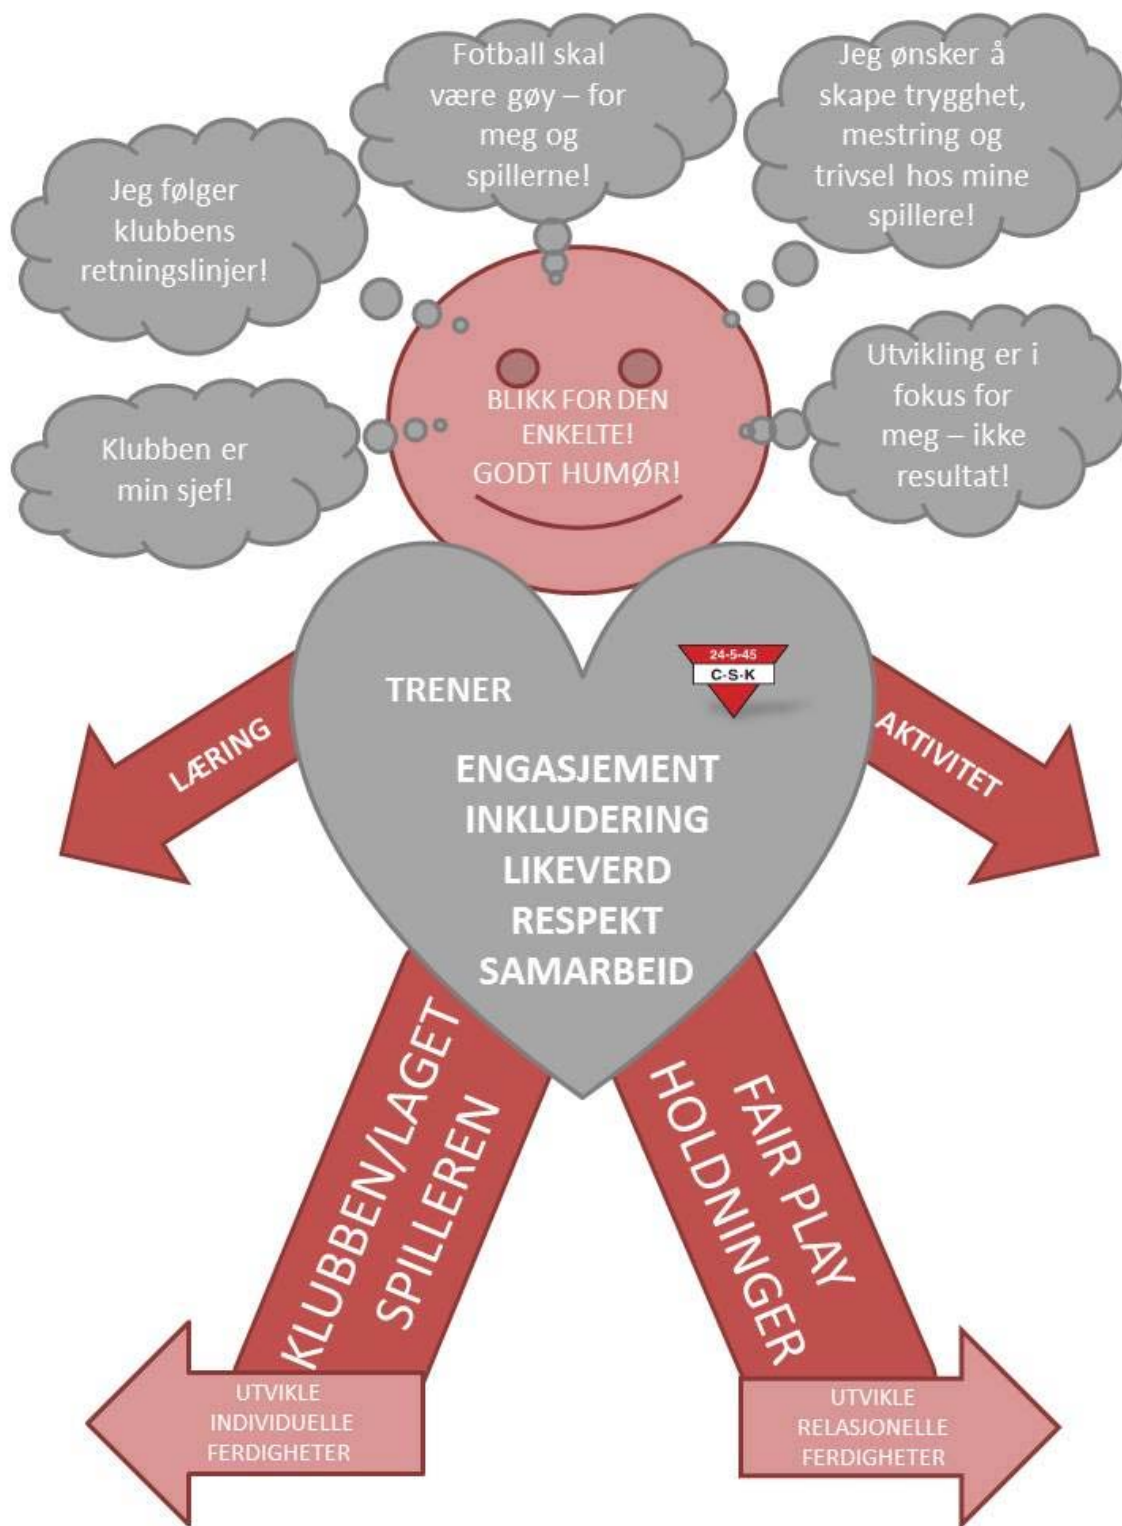 Fotball skal
være gøy – for
meg og
spillerne!
Jeg ønsker å
skape trygghet,
mestring og
trivsel hos mine
spillere!
Jeg følger
klubbens
retningslinjer!
Utvikling er i
fokus for
meg – ikke
resultat!
Klubben er
min sjef!
BLIKK FOR DEN
ENKELTE!
GODT HUMØR!
TRENER
24-5-45
C-S-K
LÆRING
AKTIVITET
ENGASJEMENT
INKLUDERING
LIKEVERD
RESPEKT
SAMARBEID
KLUBBEN/LAGET
SPILLEREN
FAIR PLAY
HOLDNINGER
UTVIKLE
INDIVIDUELLE
FERDIGHETER
UTVIKLE
RELASJONELLE
FERDIGHETER